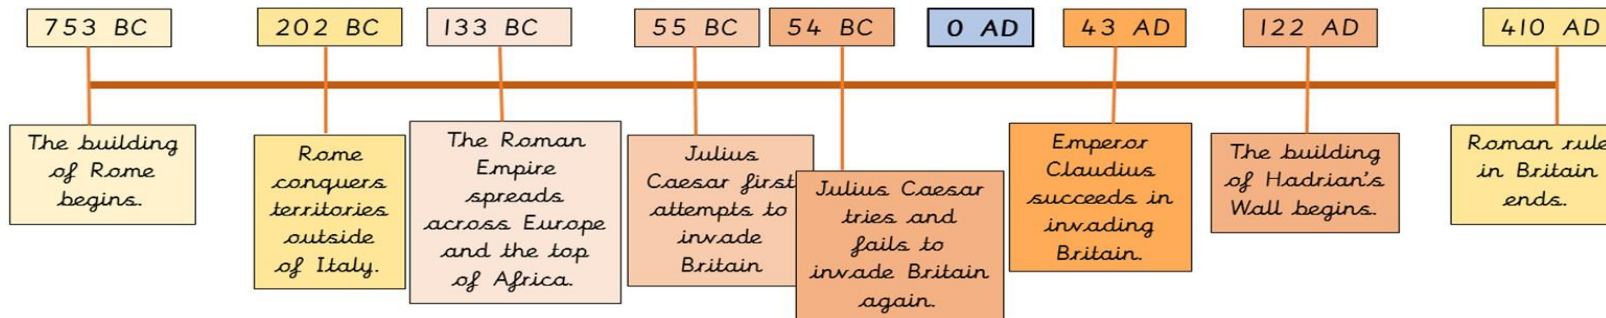 753 BC
202 BC
133 BC
55 BC
54 BC
0 AD
43 AD
122 AD
410 AD
The building
of Rome
begins.
Rome
conquers
territories
outside
of Italy.
The Roman
Empire
spreads
across Europe
and the top
of Africa.
Julius
Caesar first
attempts to
invade
Britain
Julius Caesar
tries and
fails to
invade Britain
again.
Emperor
Claudius
succeeds in
invading
Britain.
The building
of Hadrian's
Wall begins.
Roman rule
in Britain
ends.